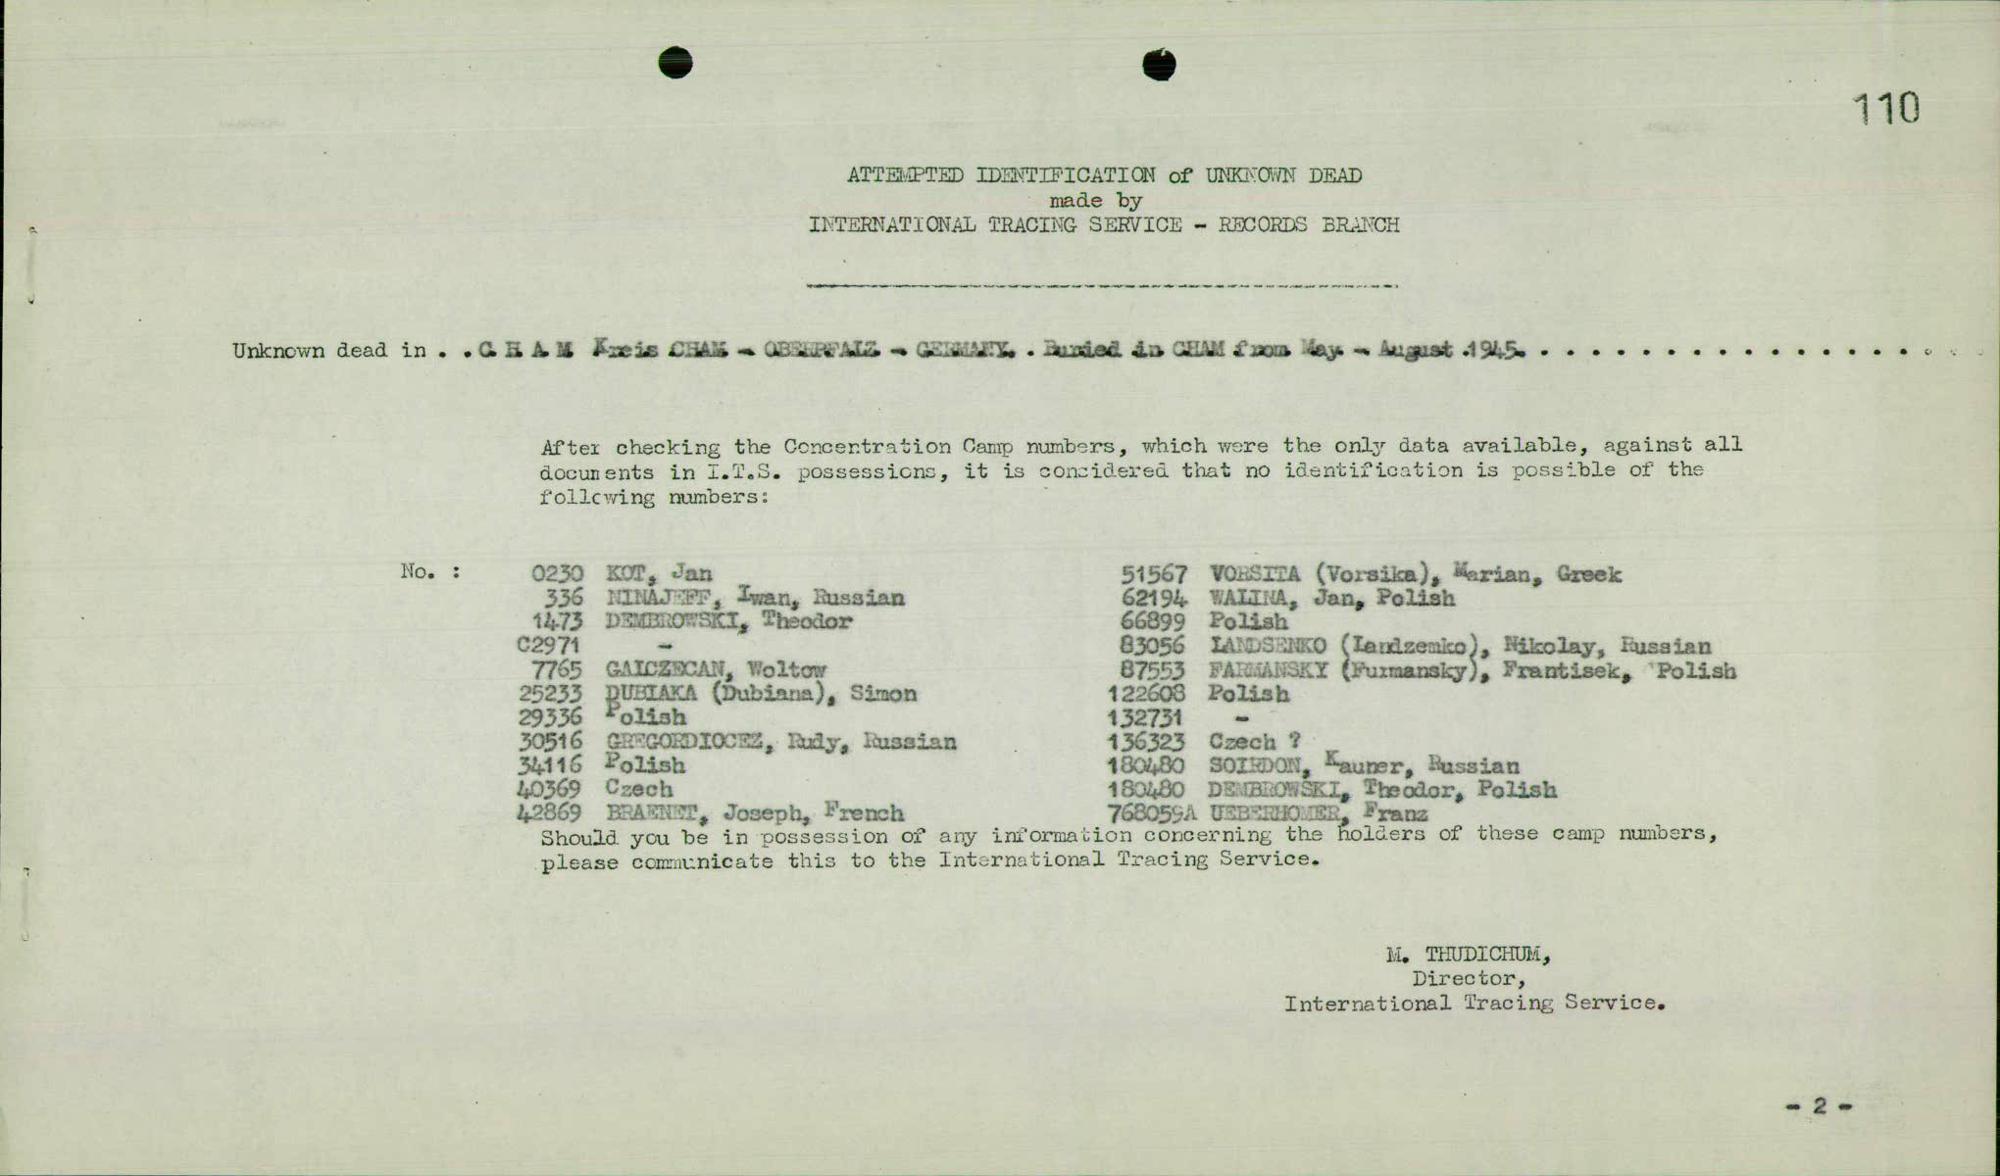 110
ATTEMPTED IDENTIFICATION of UNKNOWN DEAD
made by
INTERNATIONAL TRACING SERVICE - RECORDS BRANCH
Unknown dead in . . C H A M Kreis CHAM - OBERPFALZ - GERMANY. . Buried in CHAM from May - August .1945. . . . . . . . . . . . . . . . . .
After checking the Concentration Camp numbers, which were the only data available, against all
documents in I.T.S. possessions, it is considered that no identification is possible of the
following numbers:
No. :
0230 KOT, Jan
336 NINAJEFF, Iwan, Russian
1473 DEMBROWSKI, Theodor
C2971 -
7765 GAICZECAN, Woltow
25233 DUBIAKA (Dubiana), Simon
29336 Polish
30516 GREGORDIOCEZ, Rudy, Russian
34116 Polish
40369 Czech
42869 BRAENET, Joseph, French
51567 VORSITA (Vorsika), Marian, Greek
62194 WALINA, Jan, Polish
66899 Polish
83056 LANDSENKO (Landzemko), Nikolay, Russian
87553 FARMANSKY (Furmansky), Frantisek, Polish
122608 Polish
132731 -
136323 Czech ?
180480 SOIRDON, Kauner, Russian
180480 DEMBROWSKI, Theodor, Polish
768059A UEBERHOMER, Franz
Should you be in possession of any information concerning the holders of these camp numbers,
please communicate this to the International Tracing Service.
M. THUDICHUM,
Director,
International Tracing Service.
- 2 -